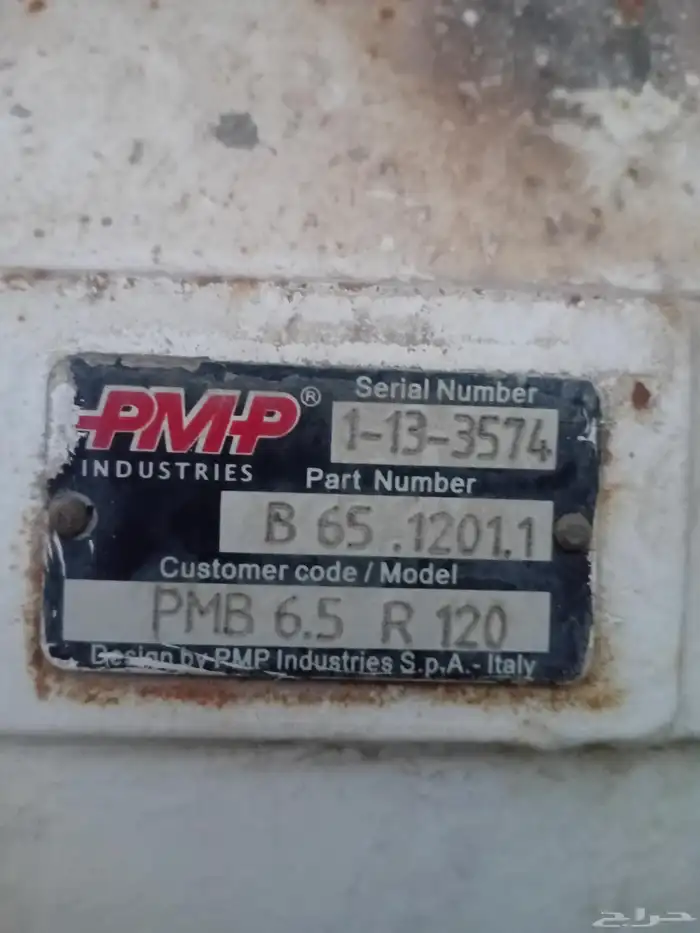 PMP®
INDUSTRIES
Serial Number
1-13-3574
Part Number
B 65 .1201.1
Customer code / Model
PMB 6.5 R 120
Design by PMP Industries S.p.A.- Italy
حراج